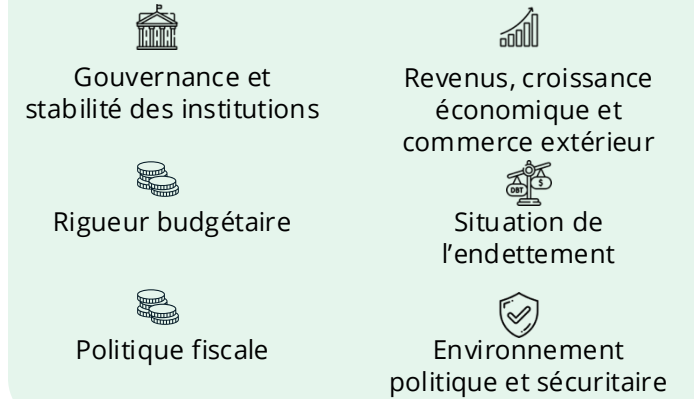 Gouvernance et
stabilité des institutions
Revenus, croissance
économique et
commerce extérieur
Rigueur budgétaire
DBT $
Situation de
l’endettement
Politique fiscale
Environnement
politique et sécuritaire